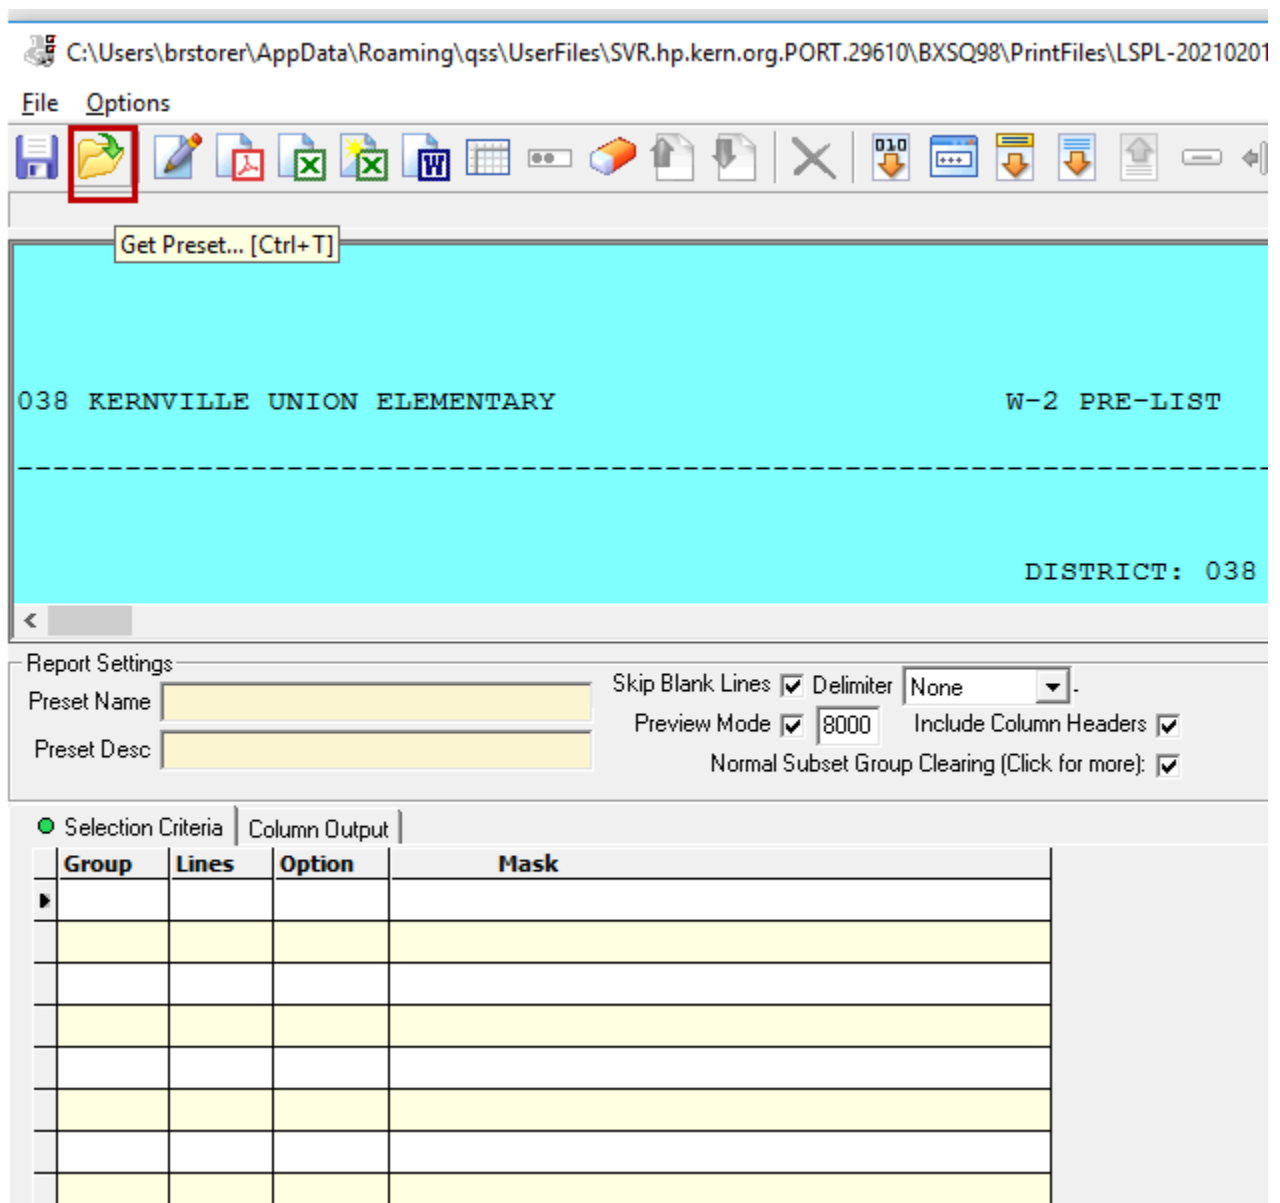 C:\Users\brstorer\AppData\Roaming\qss\UserFiles\SVR.hp.kern.org.PORT.29610\BXSQ98\PrintFiles\LSPL-20210201
File Options
010
Get Preset... [Ctrl+T]
038 KERNVILLE UNION ELEMENTARY W-2 PRE-LIST
DISTRICT: 038
Report Settings
Preset Name
Skip Blank Lines Delimiter None
Preview Mode 8000 Include Column Headers
Preset Desc
Normal Subset Group Clearing (Click for more):
Selection Criteria Column Output
Group Lines Option Mask